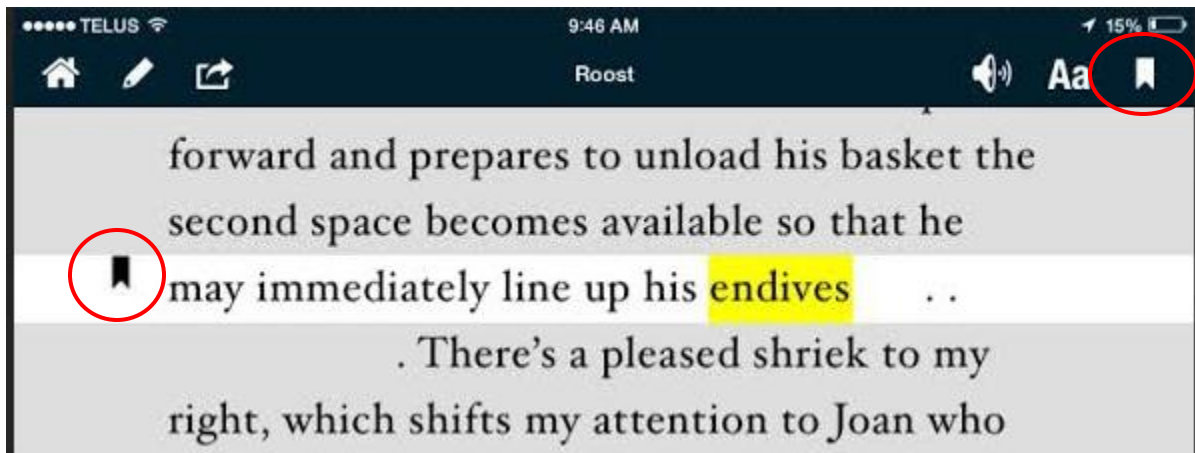 TELUS 9:46 AM 15%
Roost Aa
forward and prepares to unload his basket the
second space becomes available so that he
may immediately line up his endives . .
. There’s a pleased shriek to my
right, which shifts my attention to Joan who